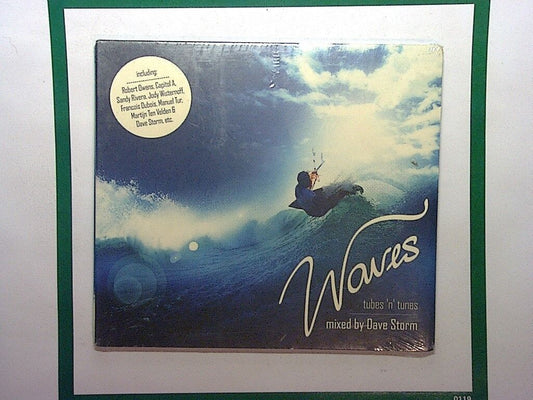 including:
Robert Owens, Capitol A,
Sandy Rivera, Jody Wisternoff,
Francois Dubois, Manuel Tur,
Martijn Ten Velden &
Dave Storm, etc.
Waves
tubes 'n' tunes
mixed by Dave Storm
0119